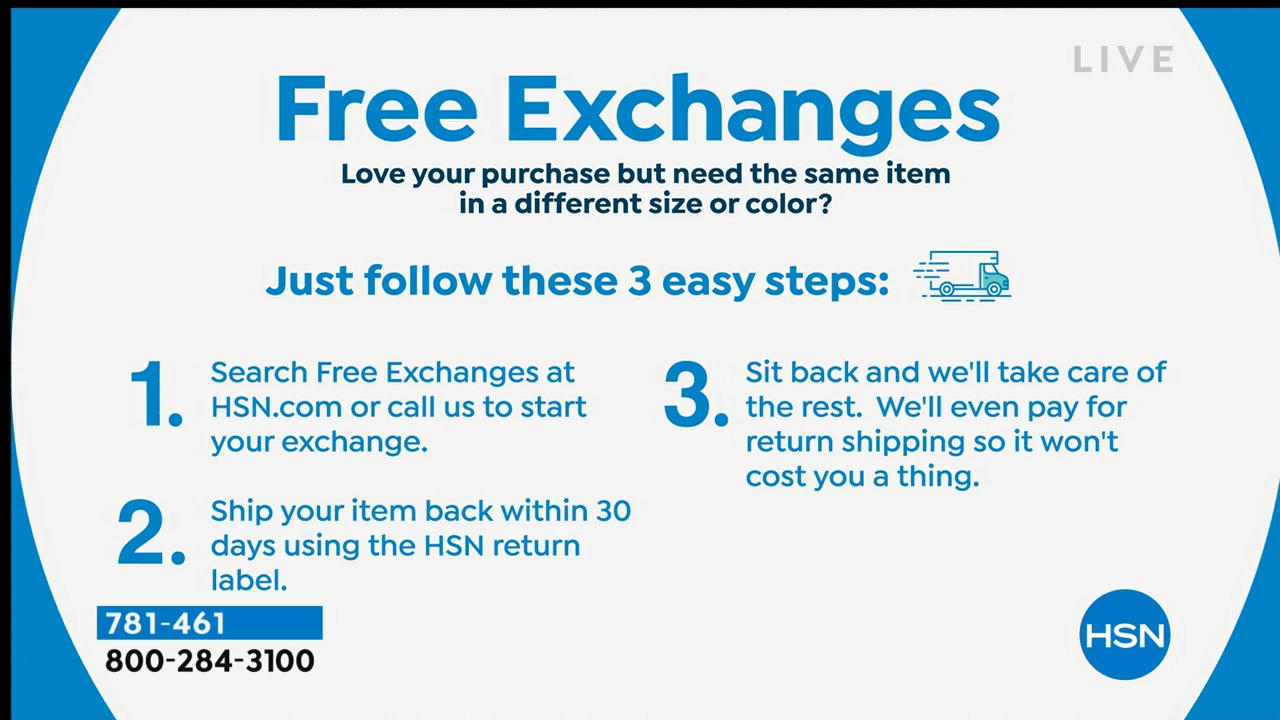 LIVE
Free Exchanges
Love your purchase but need the same item
in a different size or color?
Just follow these 3 easy steps:
1. Search Free Exchanges at
HSN.com or call us to start
your exchange.
2. Ship your item back within 30
days using the HSN return
label.
3. Sit back and we'll take care of
the rest. We'll even pay for
return shipping so it won't
cost you a thing.
781-461
800-284-3100
HSN